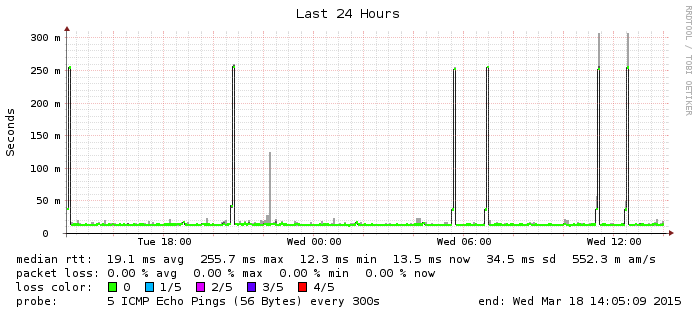 Last 24 Hours
RRDTOOL / TOBI OETIKER
Seconds
300 m
250 m
200 m
150 m
100 m
50 m
0
Tue 18:00 Wed 00:00 Wed 06:00 Wed 12:00
median rtt: 19.1 ms avg 255.7 ms max 12.3 ms min 13.5 ms now 34.5 ms sd 552.3 m am/s
packet loss: 0.00 % avg 0.00 % max 0.00 % min 0.00 % now
loss color: 0 1/5 2/5 3/5 4/5
probe: 5 ICMP Echo Pings (56 Bytes) every 300s end: Wed Mar 18 14:05:09 2015